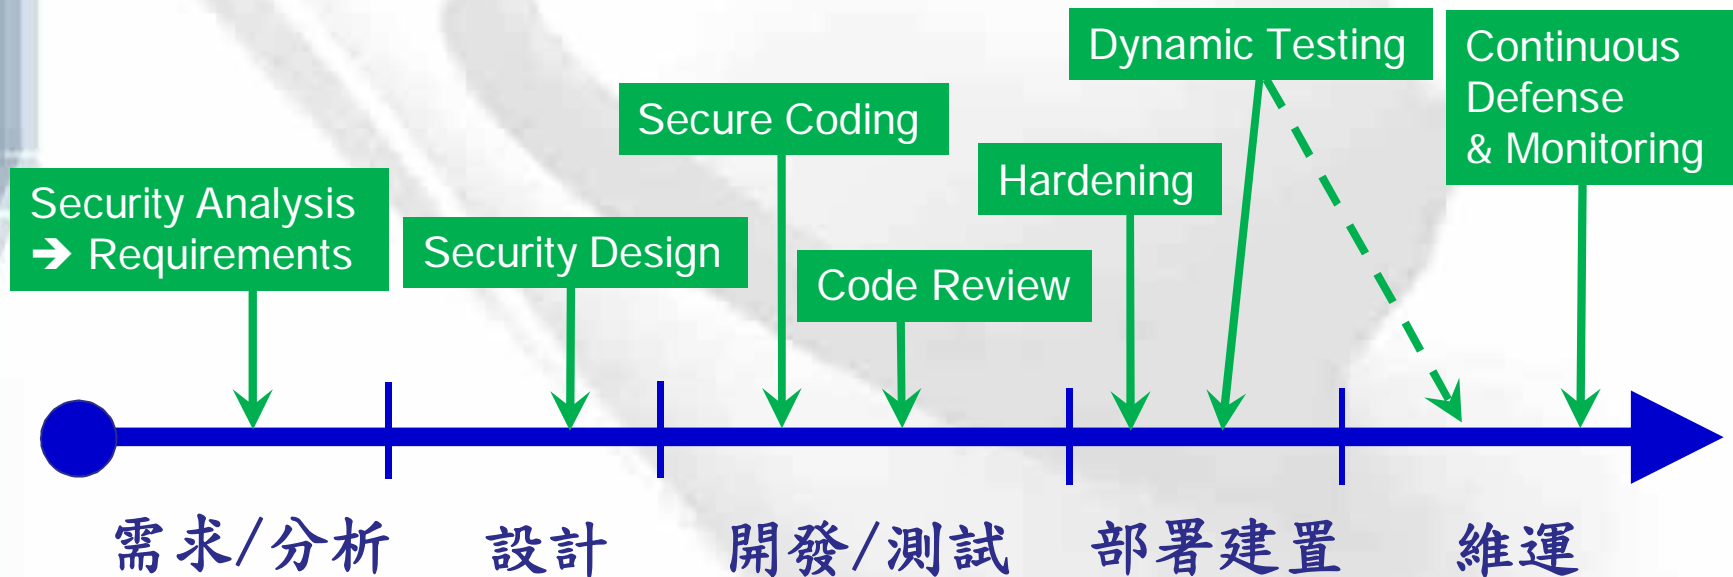 Security Analysis
➔ Requirements
Security Design
Secure Coding
Code Review
Hardening
Dynamic Testing
Continuous
Defense
& Monitoring
需求/分析
設計
開發/測試
部署建置
維運